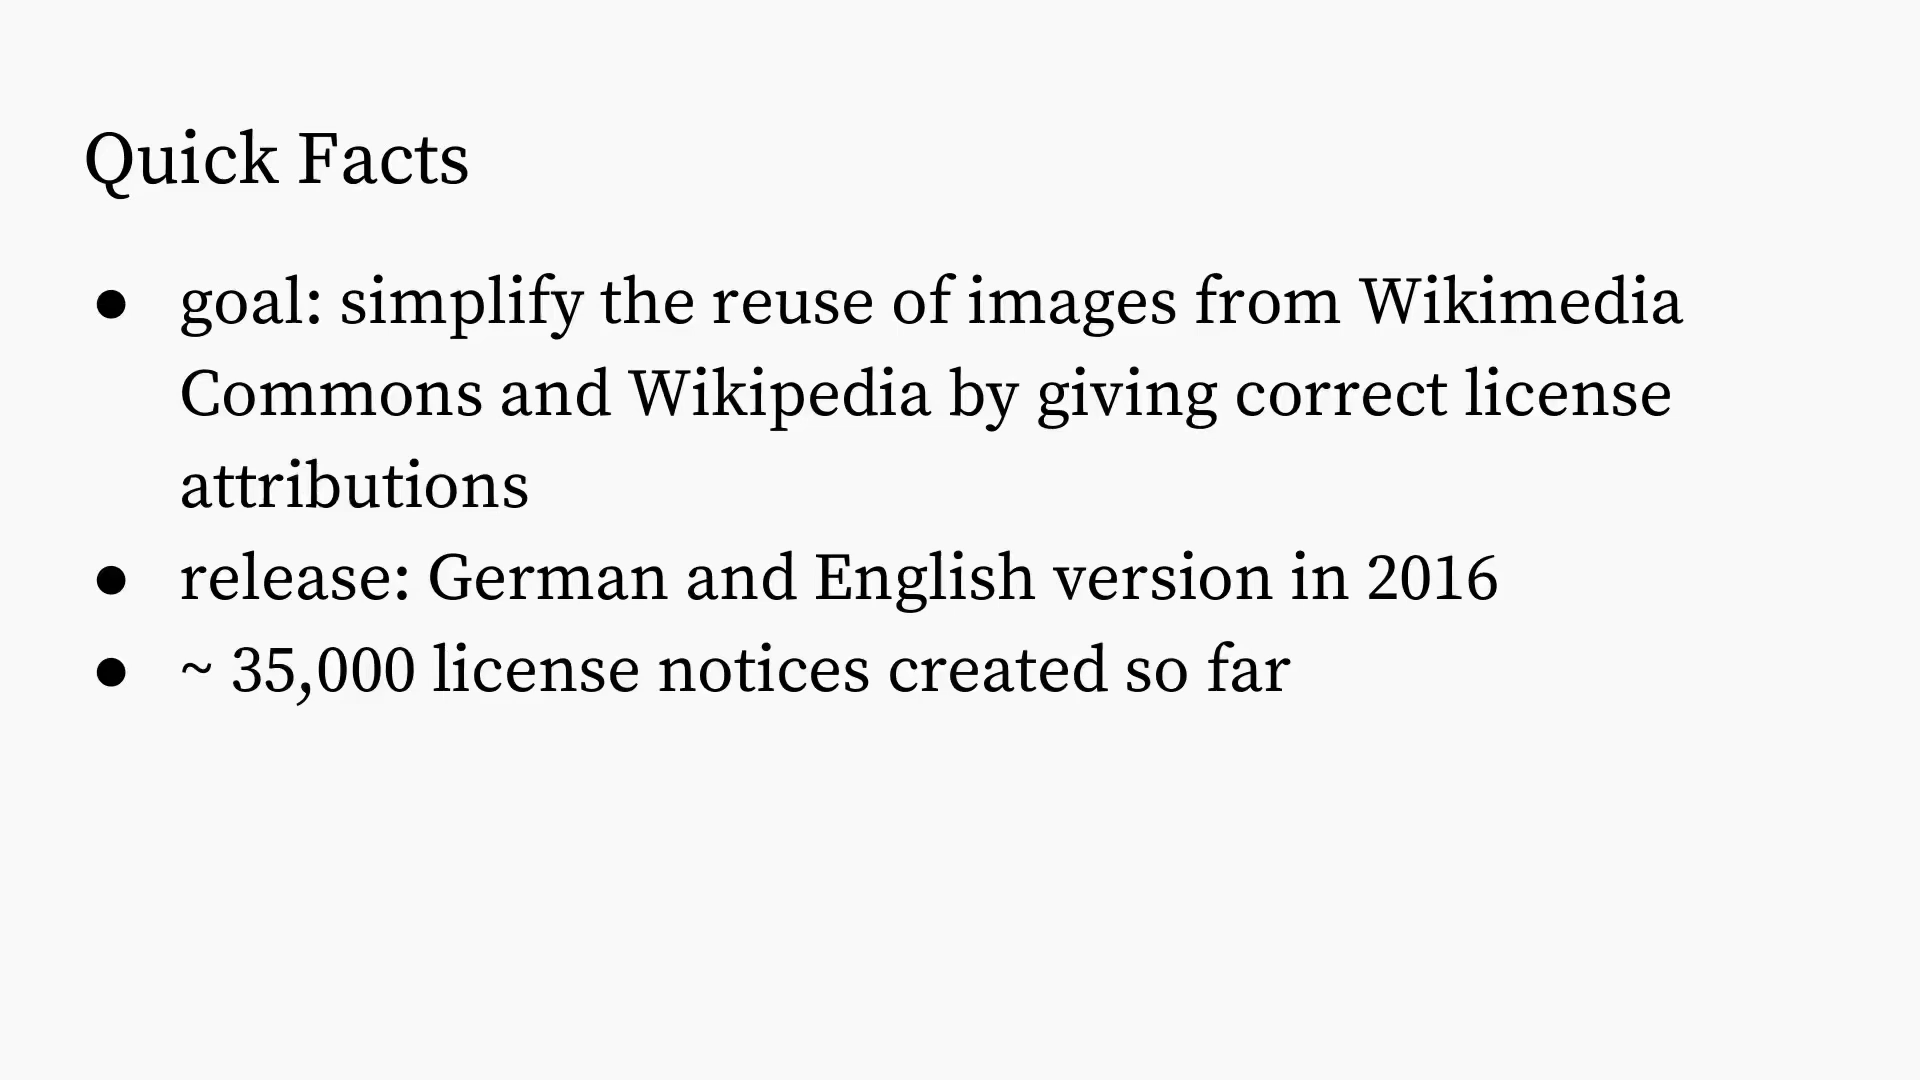 Quick Facts
● goal: simplify the reuse of images from Wikimedia
Commons and Wikipedia by giving correct license
attributions
● release: German and English version in 2016
● ~ 35,000 license notices created so far